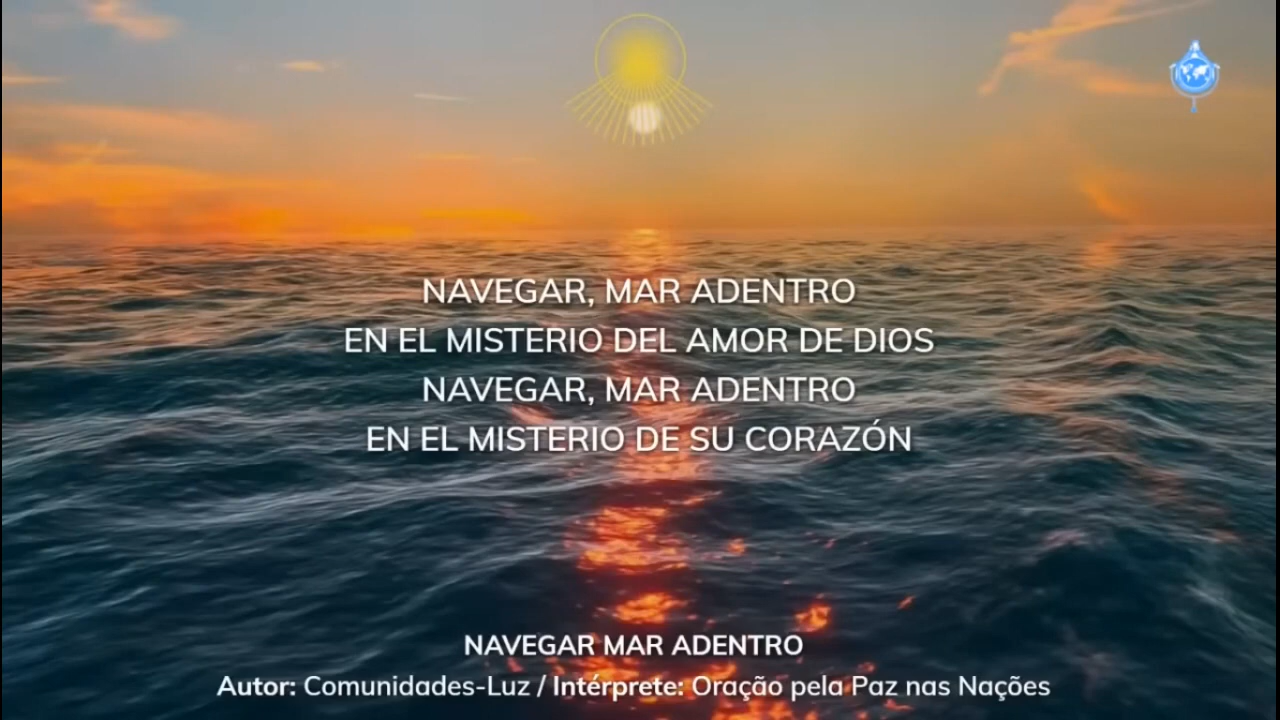 NAVEGAR, MAR ADENTRO
EN EL MISTERIO DEL AMOR DE DIOS
NAVEGAR, MAR ADENTRO
EN EL MISTERIO DE SU CORAZÓN
NAVEGAR MAR ADENTRO
Autor: Comunidades-Luz / Intérprete: Oração pela Paz nas Nações